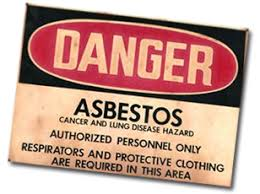 DANGER
ASBESTOS
CANCER AND LUNG DISEASE HAZARD
AUTHORIZED PERSONNEL ONLY
RESPIRATORS AND PROTECTIVE CLOTHING
ARE REQUIRED IN THIS AREA